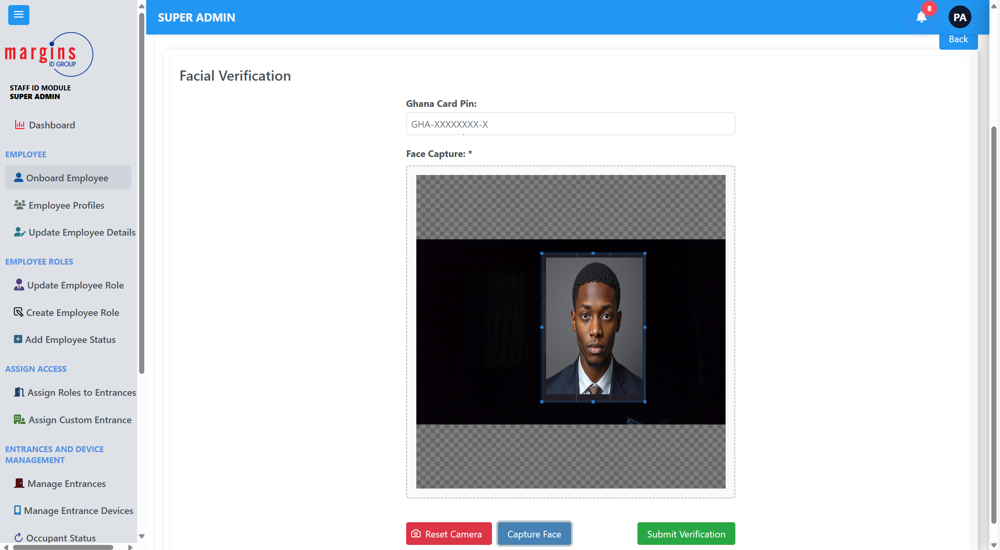 margins
ID GROUP
STAFF ID MODULE
SUPER ADMIN
Dashboard
EMPLOYEE
Onboard Employee
Employee Profiles
Update Employee Details
EMPLOYEE ROLES
Update Employee Role
Create Employee Role
Add Employee Status
ASSIGN ACCESS
Assign Roles to Entrances
Assign Custom Entrance
ENTRANCES AND DEVICE
MANAGEMENT
Manage Entrances
Manage Entrance Devices
Occupant Status
SUPER ADMIN
8
PA
Back
Facial Verification
Ghana Card Pin:
GHA-XXXXXXXX-X
Face Capture: *
Reset Camera
Capture Face
Submit Verification